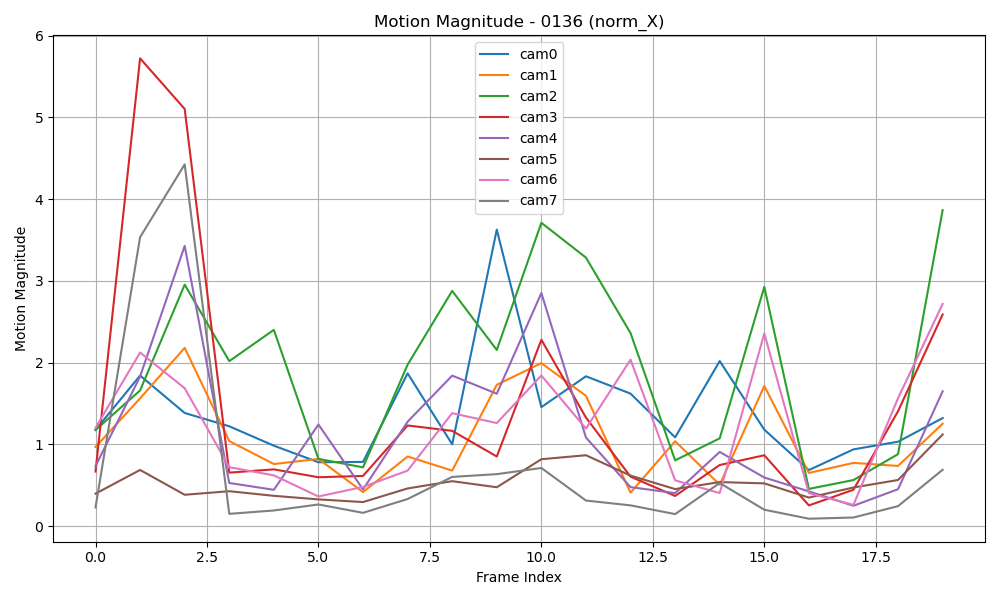 Motion Magnitude - 0136 (norm_X)
6
5
4
3
2
1
0
Motion Magnitude
cam0
cam1
cam2
cam3
cam4
cam5
cam6
cam7
0.0 2.5 5.0 7.5 10.0 12.5 15.0 17.5
Frame Index